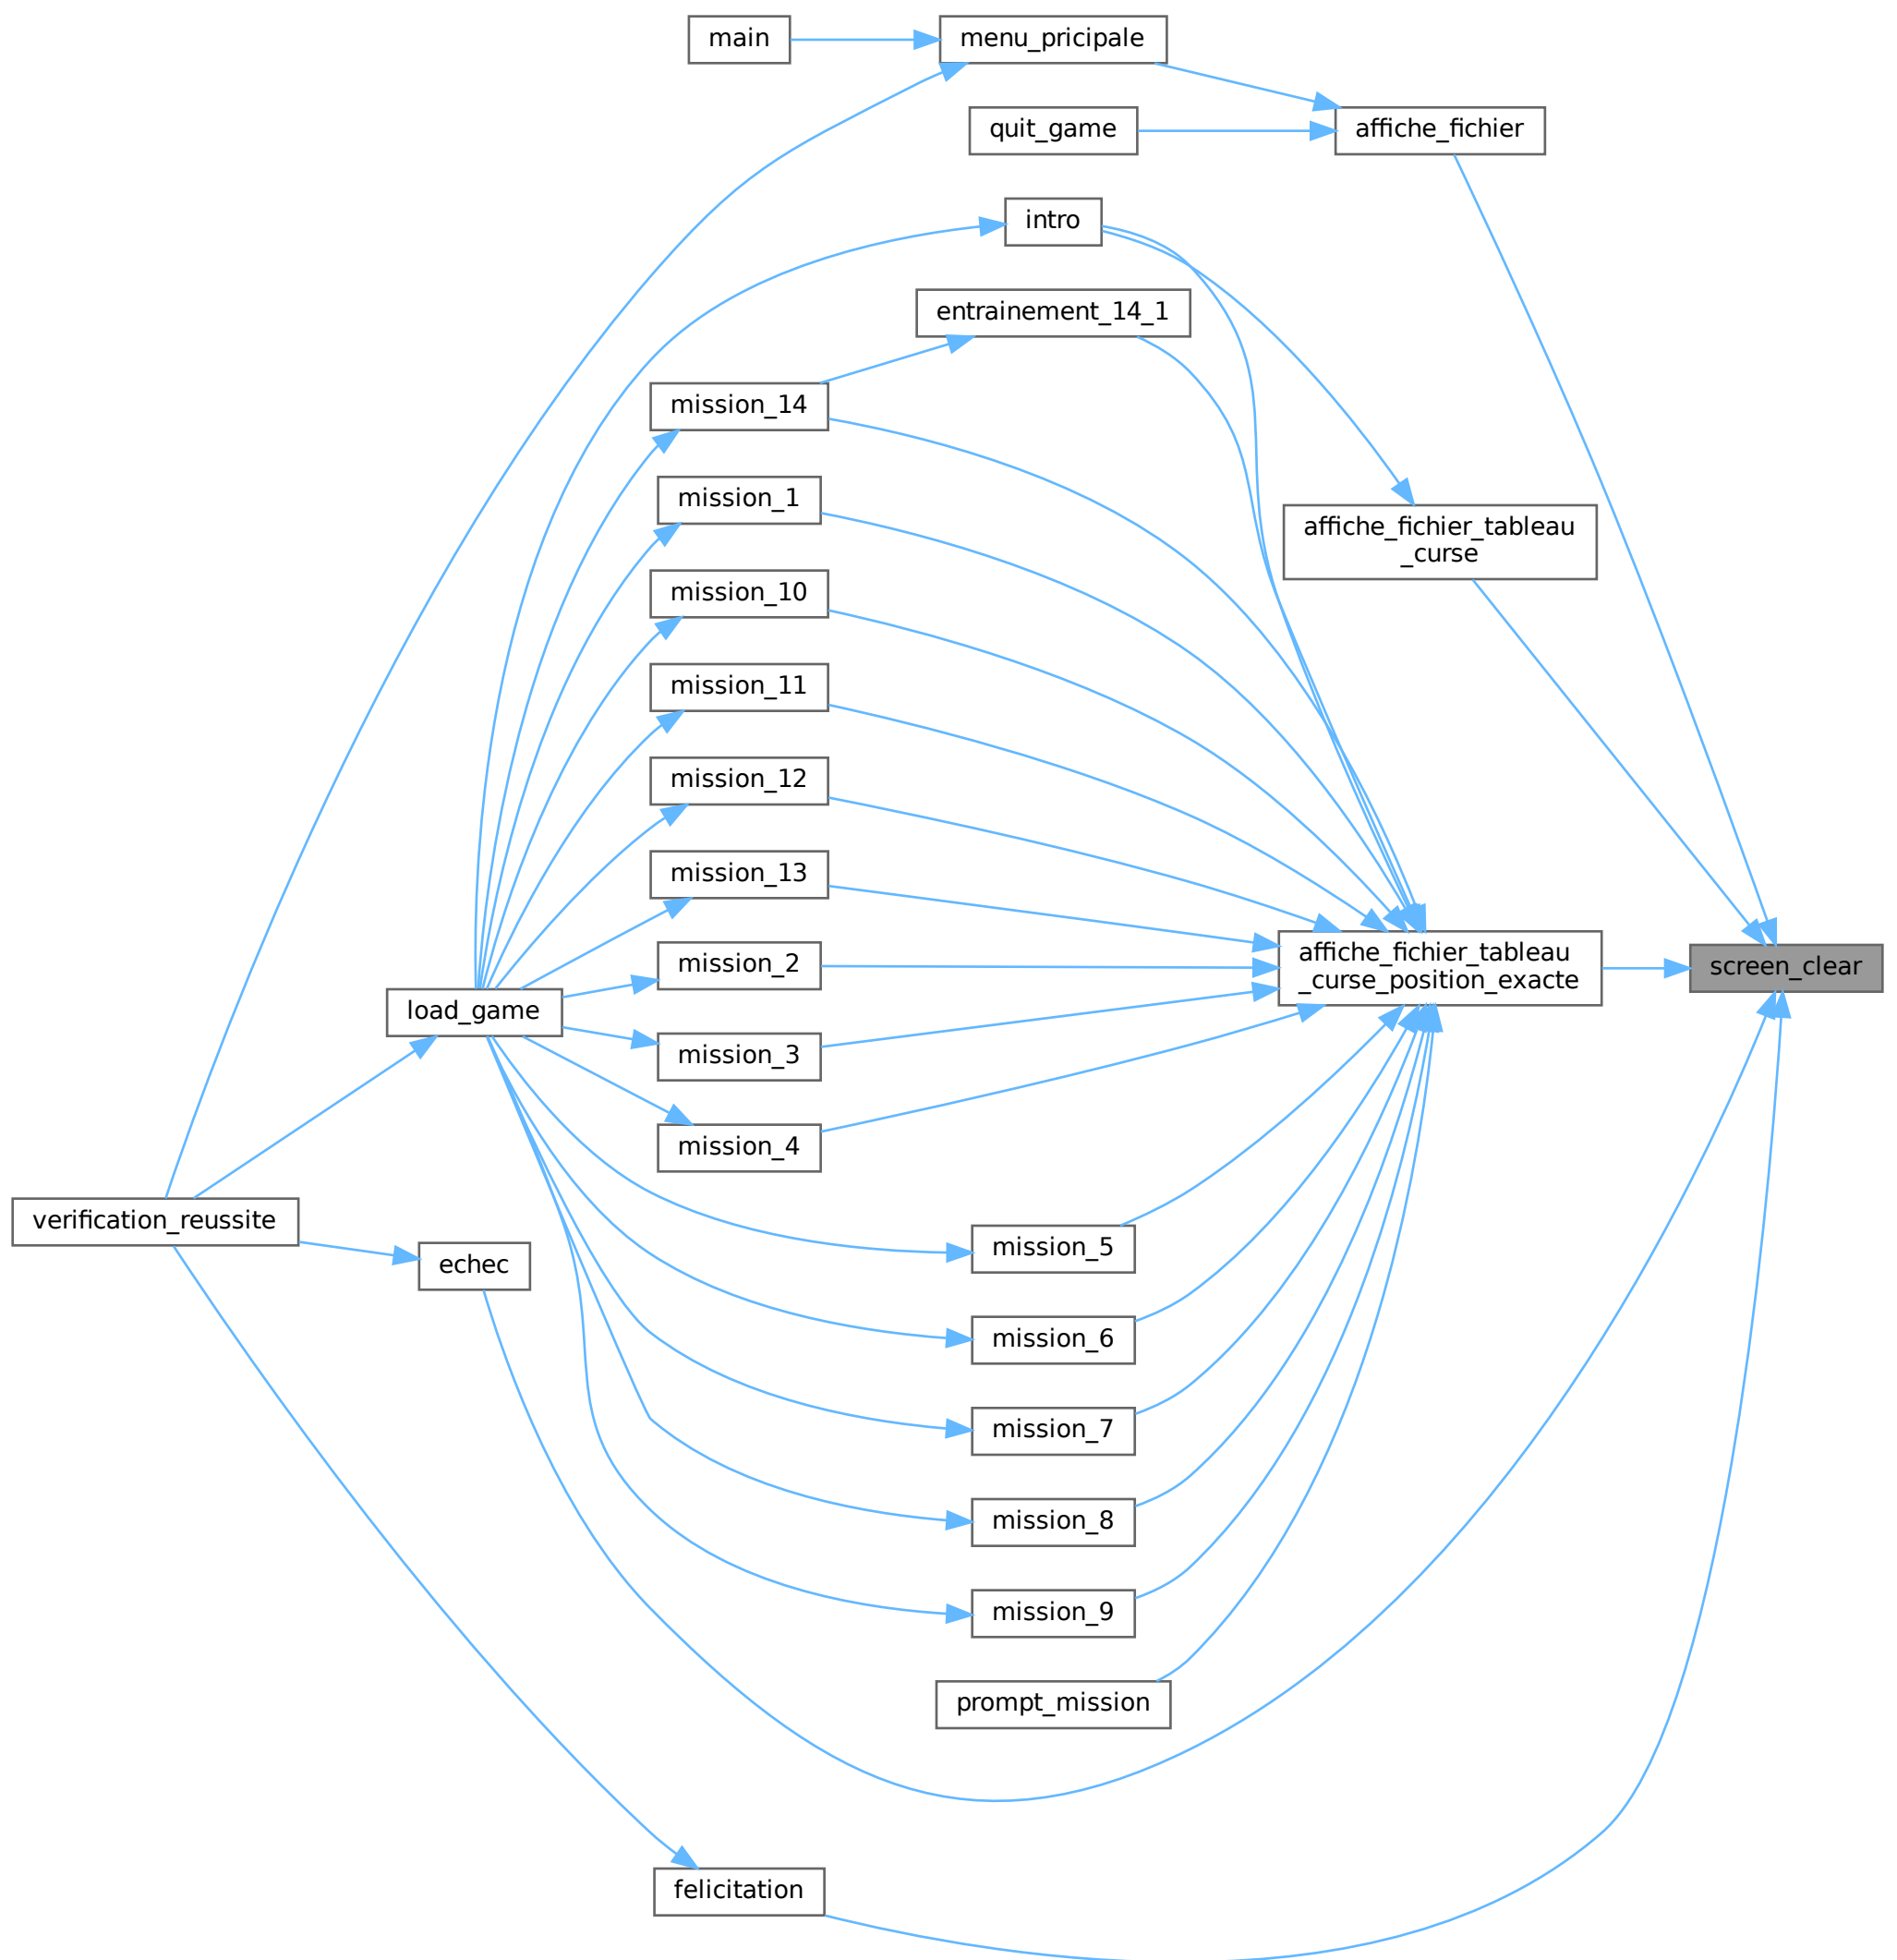 main
menu_pricipale
quit_game
affiche_fichier
intro
entrainement_14_1
mission_14
mission_1
affiche_fichier_tableau
_curse
mission_10
mission_11
mission_12
mission_13
mission_2
affiche_fichier_tableau
_curse_position_exacte
screen_clear
load_game
mission_3
mission_4
verification_reussite
echec
mission_5
mission_6
mission_7
mission_8
mission_9
prompt_mission
felicitation